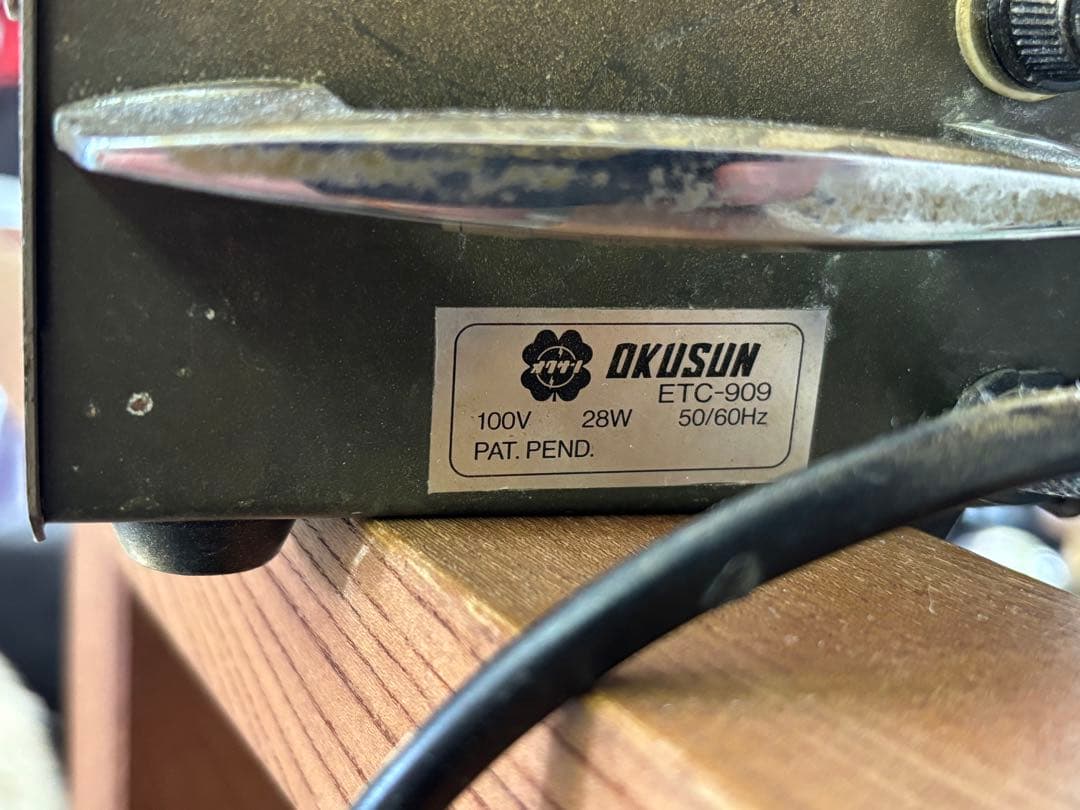 OKUSUN
ETC-909
100V 28W 50/60Hz
PAT. PEND.